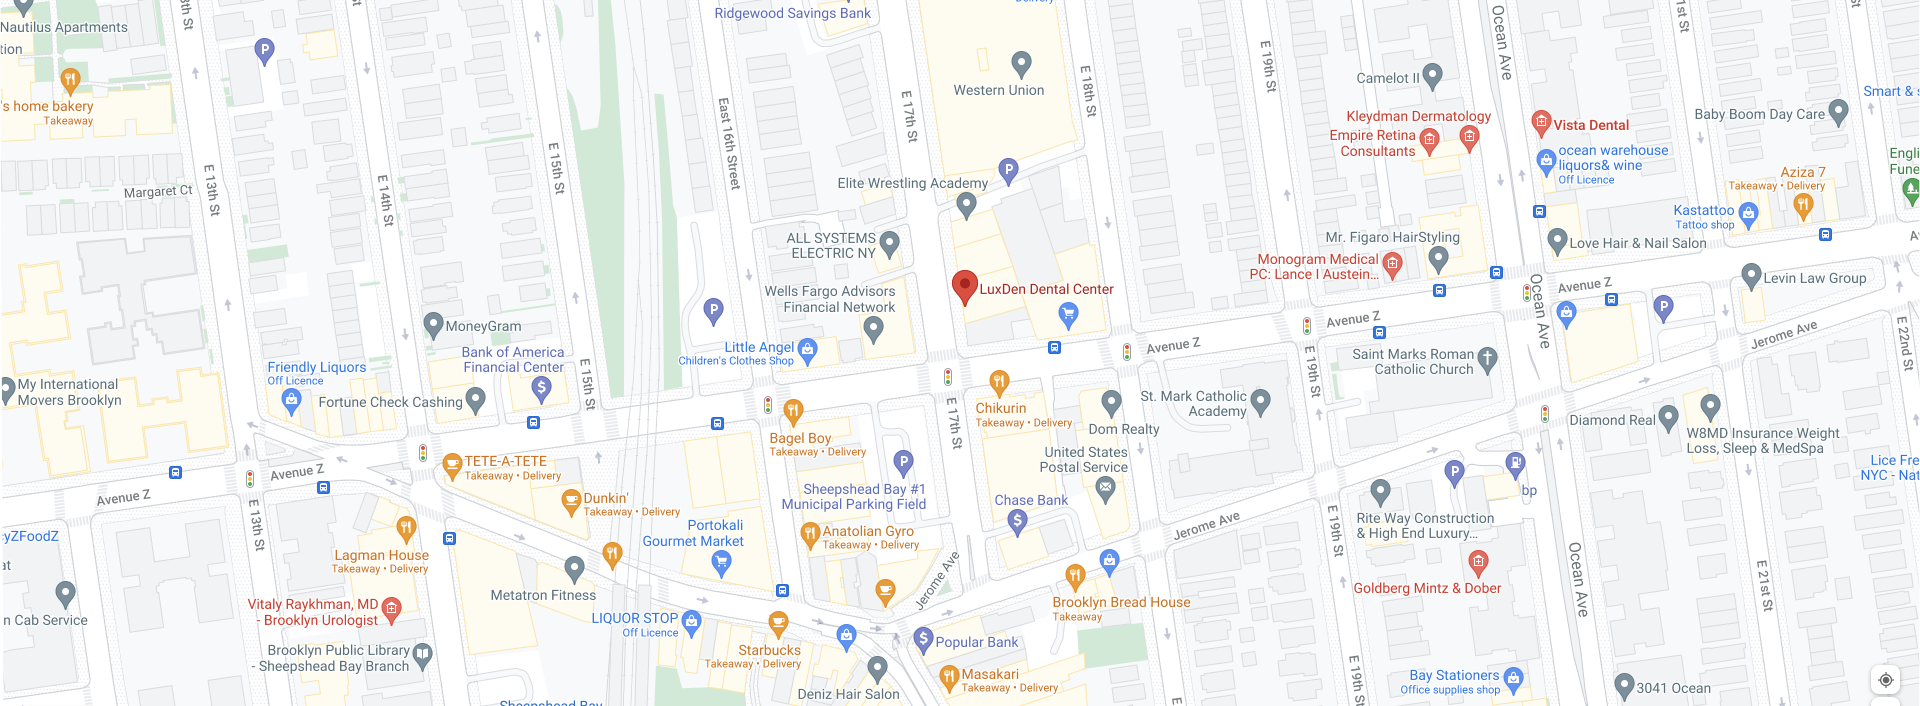 Nautilus Apartments
tion
's home bakery
Takeaway
Ridgewood Savings Bank
Delivery
Western Union
E 17th St
E 18th St
East 16th Street
E 15th St
E 14th St
E 13th St
Margaret Ct
E 19th St
Ocean Ave
Camelot II
Kleydman Dermatology
Empire Retina
Consultants
Vista Dental
ocean warehouse
liquors& wine
Off Licence
Baby Boom Day Care
Smart & s
Engli
Fune
Aziza 7
Takeaway • Delivery
Kastattoo
Tattoo shop
Elite Wrestling Academy
ALL SYSTEMS
ELECTRIC NY
Mr. Figaro HairStyling
Monogram Medical
PC: Lance I Austein...
Love Hair & Nail Salon
Levin Law Group
Avenue Z
LuxDen Dental Center
Wells Fargo Advisors
Financial Network
MoneyGram
Bank of America
Financial Center
Little Angel
Children's Clothes Shop
Avenue Z
Avenue Z
Ocean Ave
Jerome Ave
E 22nd St
Saint Marks Roman
Catholic Church
Friendly Liquors
Off Licence
My International
Movers Brooklyn
Fortune Check Cashing
E 15th St
E 19th St
Chikurin
Takeaway • Delivery
E 17th St
St. Mark Catholic
Academy
Dom Realty
Diamond Real
W8MD Insurance Weight
Loss, Sleep & MedSpa
Bagel Boy
Takeaway • Delivery
United States
Postal Service
TETE-A-TETE
Takeaway • Delivery
Avenue Z
Avenue Z
Lice Fre
NYC - Nat
Sheepshead Bay #1
Municipal Parking Field
Chase Bank
Dunkin'
Takeaway • Delivery
bp
E 13th St
Portokali
Gourmet Market
Anatolian Gyro
Takeaway • Delivery
Jerome Ave
E 19th St
Rite Way Construction
& High End Luxury...
yZFoodZ
Lagman House
Takeaway • Delivery
at
Jerome Ave
Ocean Ave
E 21st St
Goldberg Mintz & Dober
Metatron Fitness
Brooklyn Bread House
Takeaway
n Cab Service
Vitaly Raykhman, MD
- Brooklyn Urologist
LIQUOR STOP
Off Licence
Popular Bank
Starbucks
Takeaway • Delivery
Brooklyn Public Library
- Sheepshead Bay Branch
Masakari
Takeaway • Delivery
Deniz Hair Salon
E 19th St
Bay Stationers
Office supplies shop
3041 Ocean
Sheepshead Bay